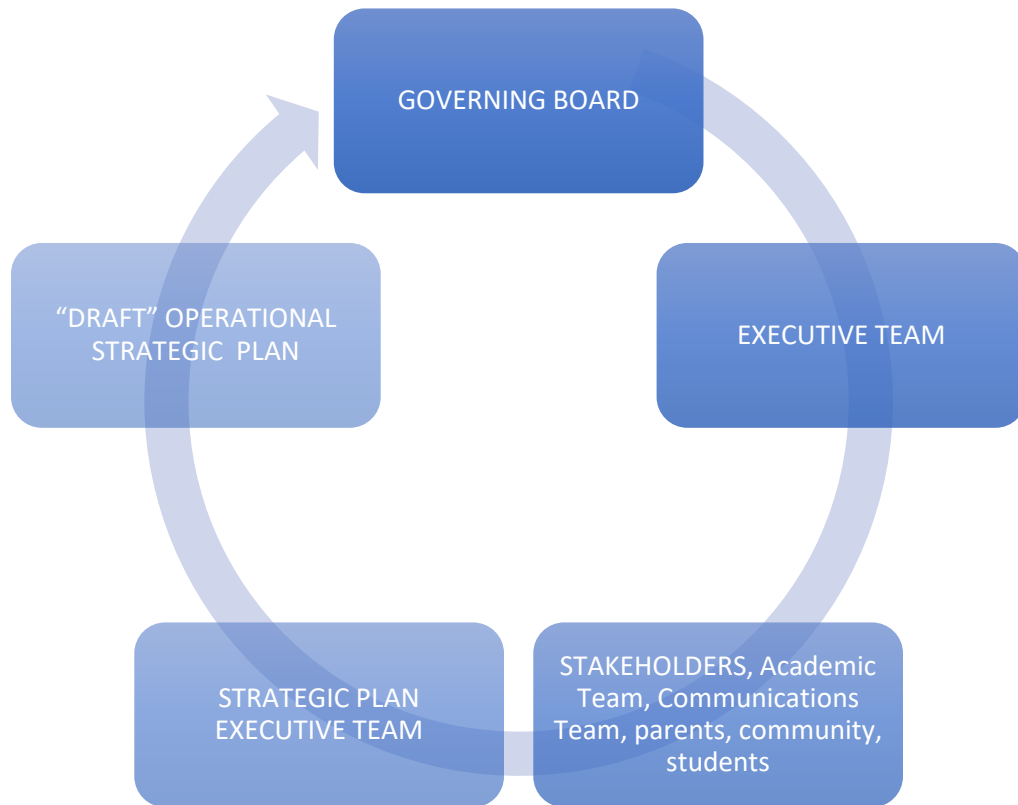 GOVERNING BOARD
EXECUTIVE TEAM
STAKEHOLDERS, Academic
Team, Communications
Team, parents, community,
students
STRATEGIC PLAN
EXECUTIVE TEAM
“DRAFT” OPERATIONAL
STRATEGIC PLAN